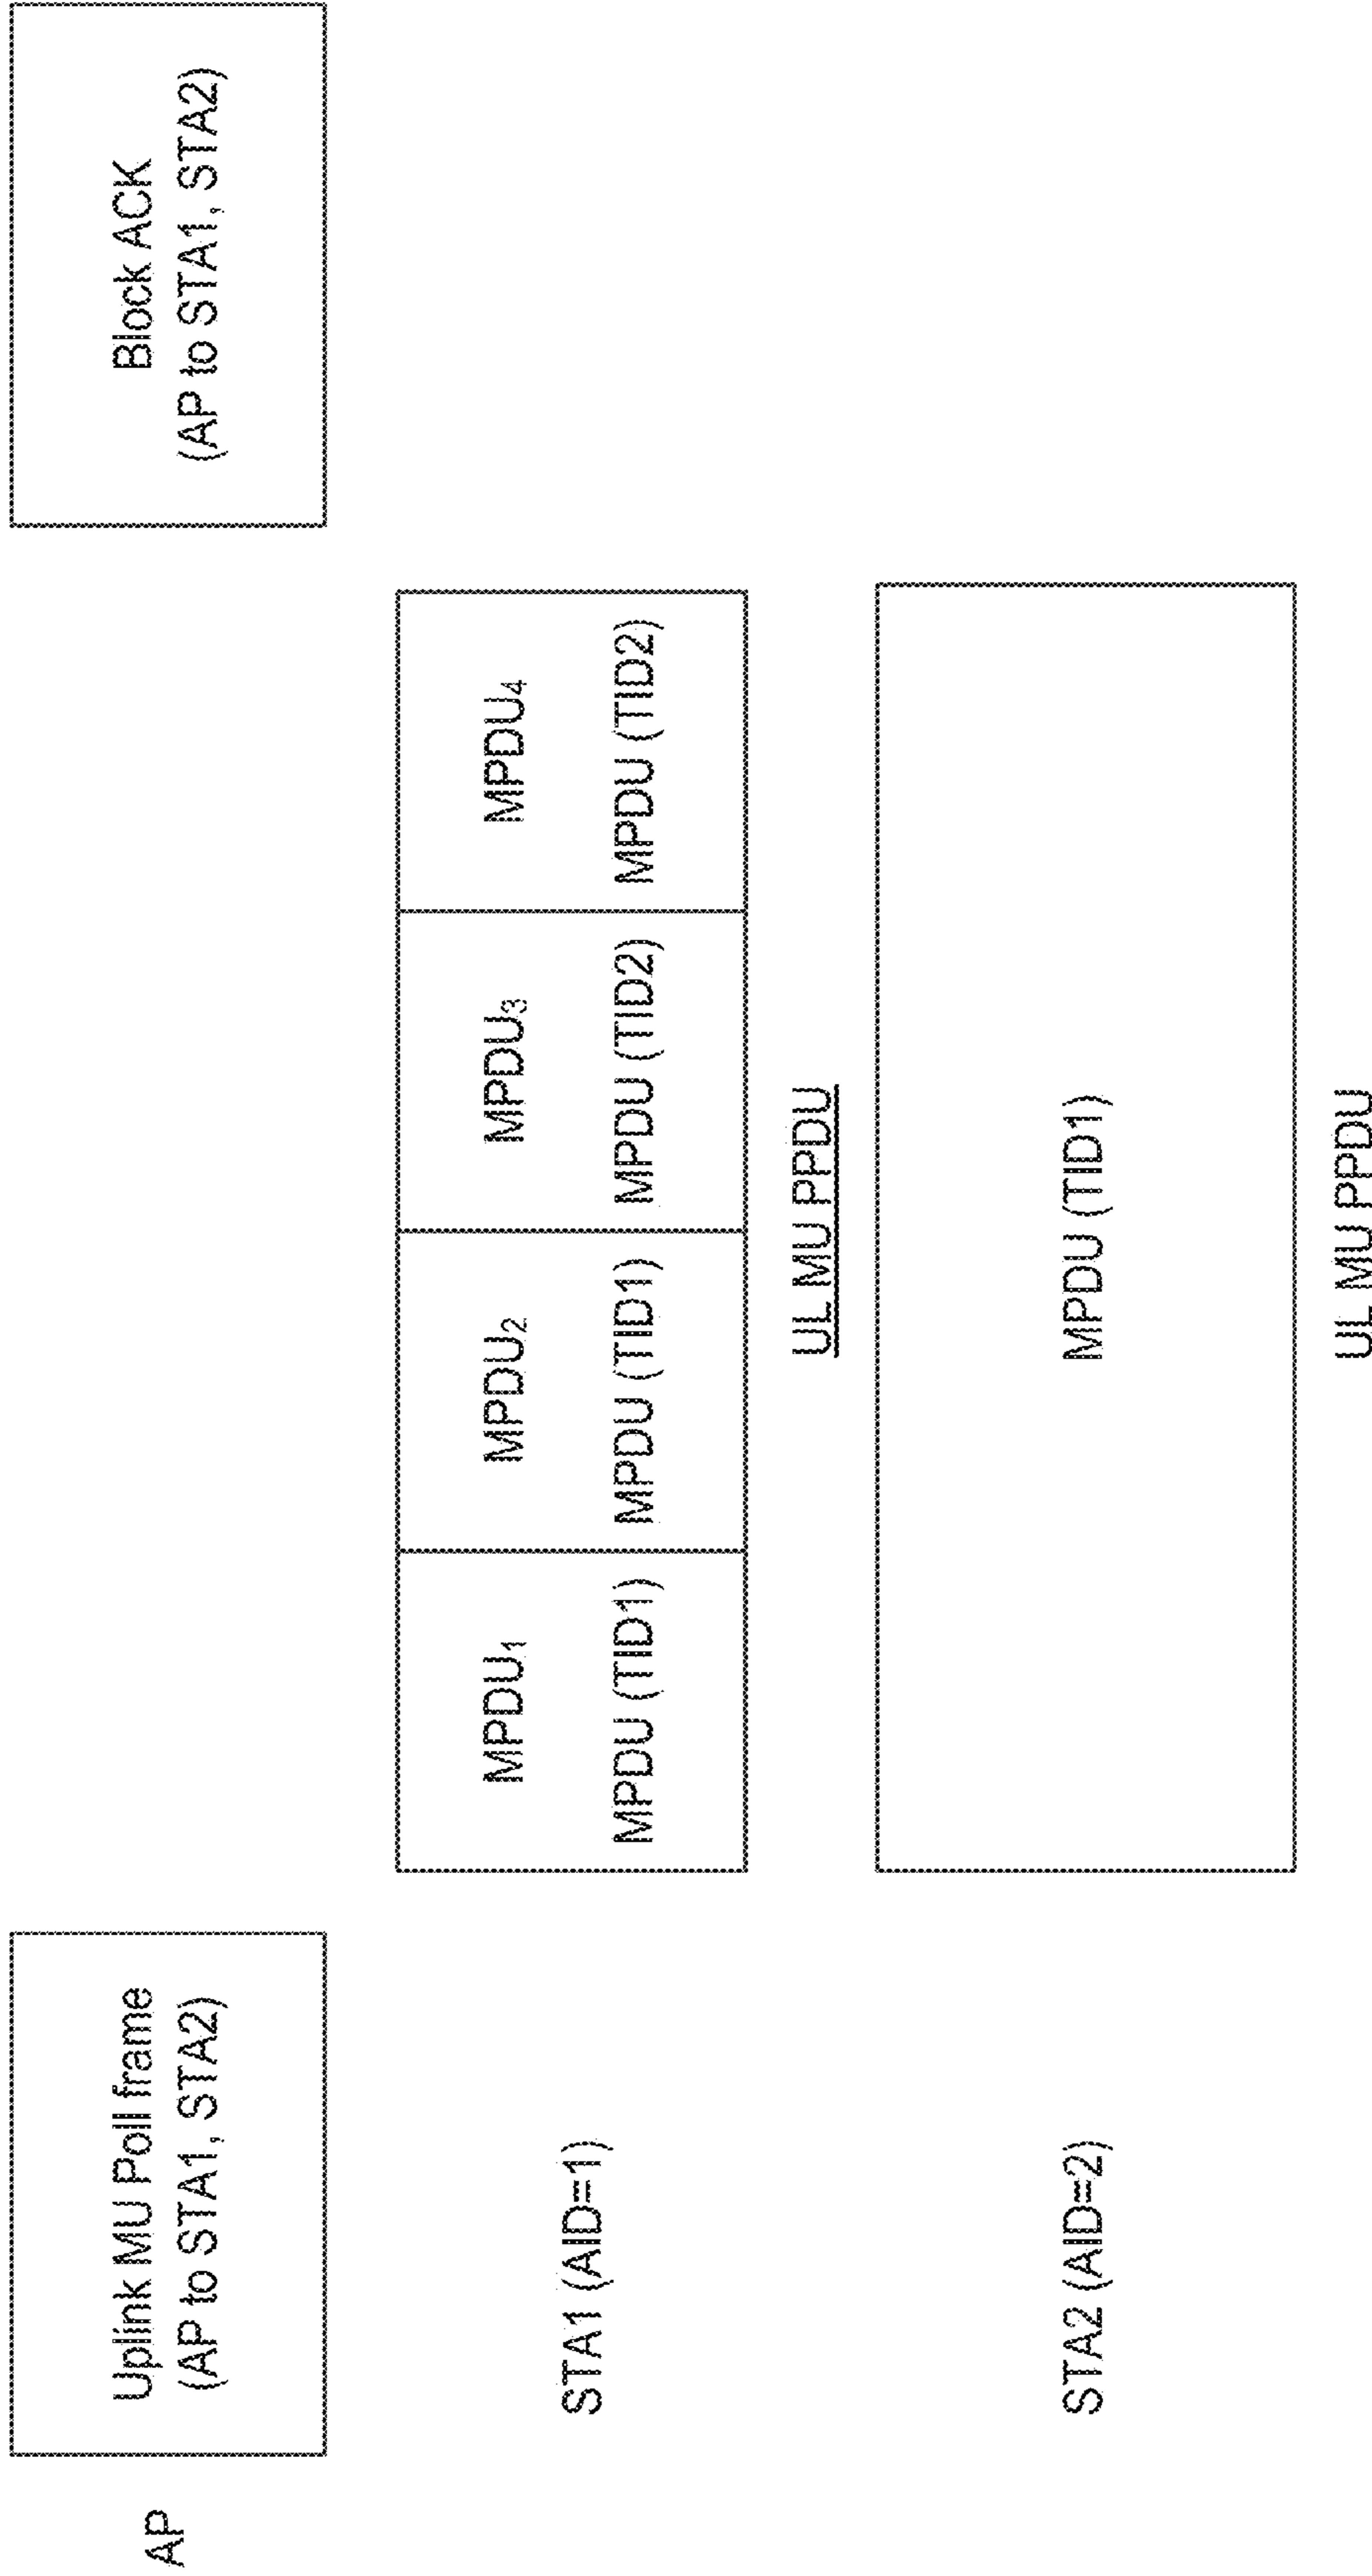 AP
Uplink MU Poll frame
(AP to STA1, STA2)
Block ACK
(AP to STA1, STA2)
STA1 (AID=1)
MPDU₁
MPDU (TID1)
MPDU₂
MPDU (TID1)
MPDU₃
MPDU (TID2)
MPDU₄
MPDU (TID2)
UL MU PPDU
STA2 (AID=2)
MPDU (TID1)
UL MU PPDU